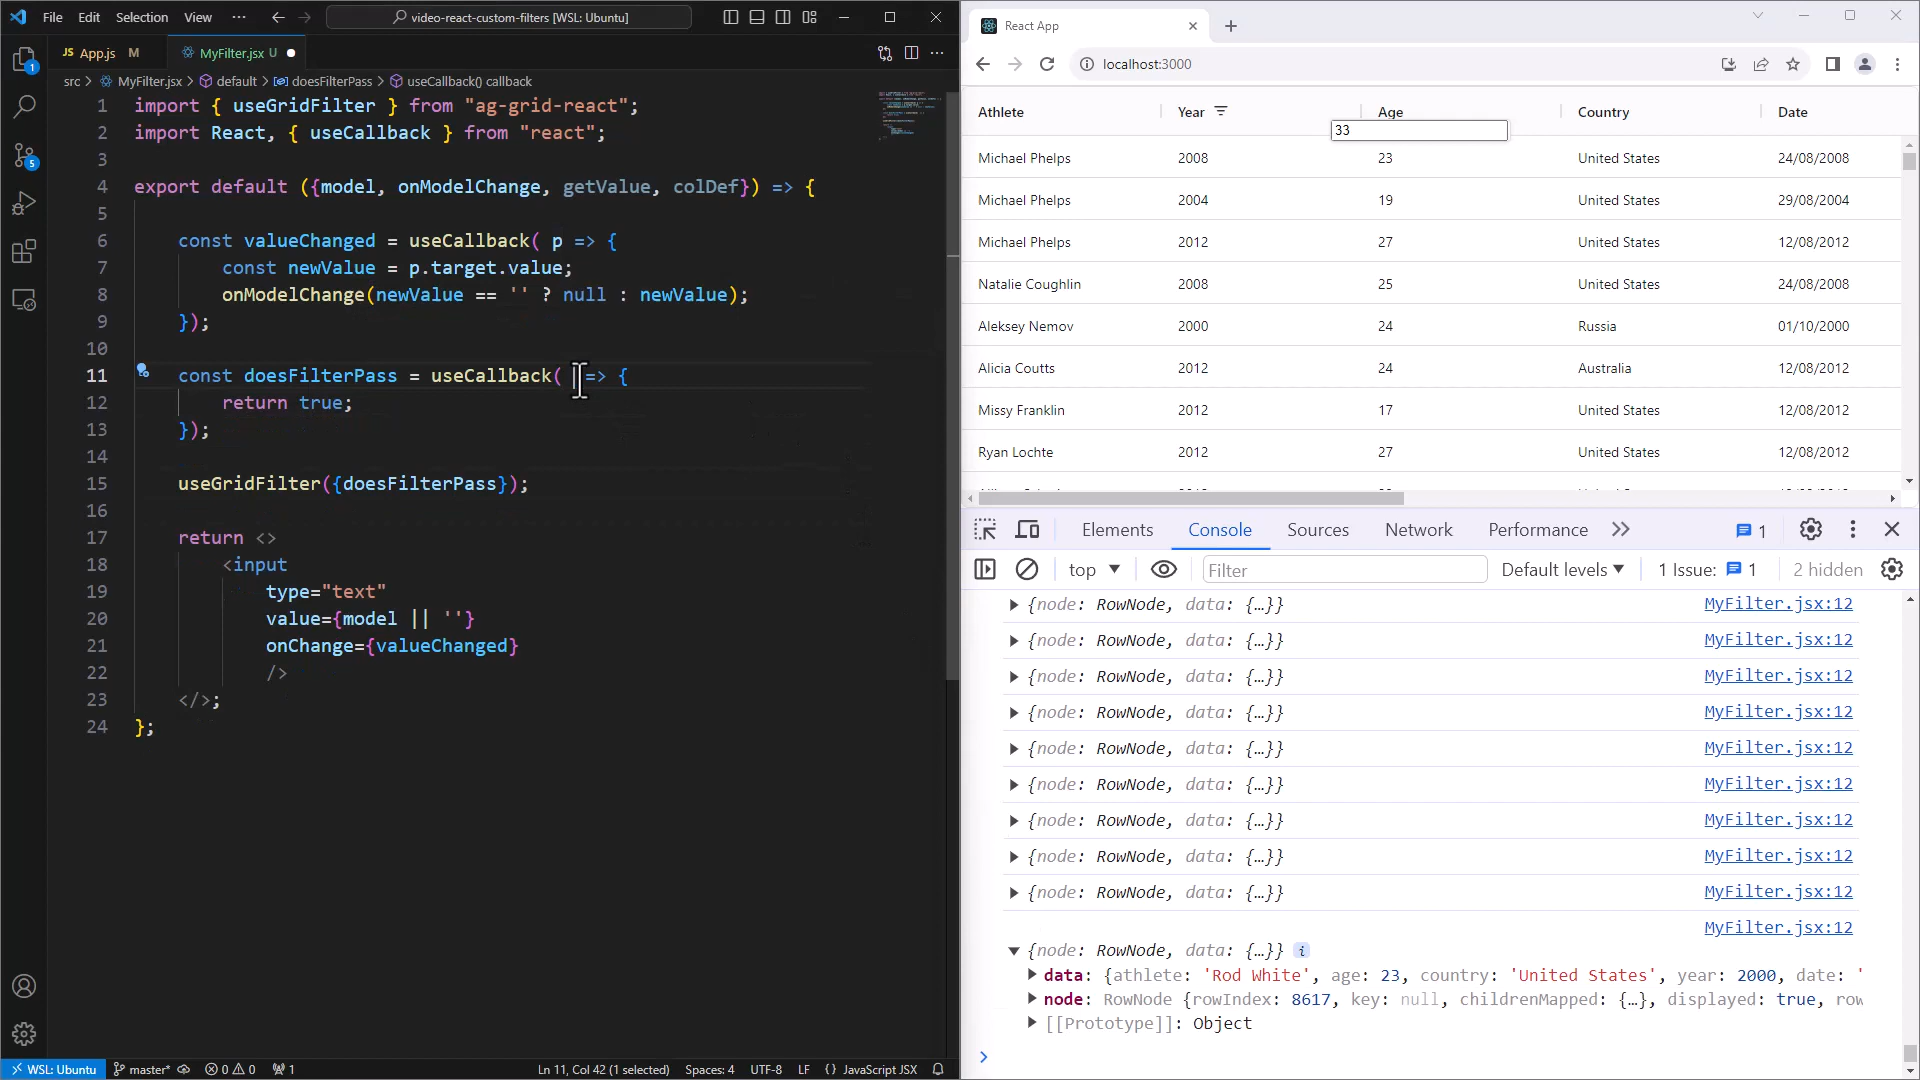 File Edit Selection View ··· video-react-custom-filters [WSL: Ubuntu]
JS App.js M MyFilter.jsx U
src > MyFilter.jsx > default > doesFilterPass > useCallback() callback
1 import { useGridFilter } from "ag-grid-react";
2 import React, { useCallback } from "react";
3
4 export default ({model, onModelChange, getValue, colDef}) => {
5
6 const valueChanged = useCallback( p => {
7 const newValue = p.target.value;
8 onModelChange(newValue == '' ? null : newValue);
9 });
10
11 const doesFilterPass = useCallback( => {
12 return true;
13 });
14
15 useGridFilter({doesFilterPass});
16
17 return <>
18 <input
19 type="text"
20 value={model || ''}
21 onChange={valueChanged}
22 />
23 </>;
24 };
1
5
WSL: Ubuntu master* 0 0 1 Ln 11, Col 42 (1 selected) Spaces: 4 UTF-8 LF {} JavaScript JSX
React App
localhost:3000
Athlete Year Age Country Date
33
Michael Phelps 2008 23 United States 24/08/2008
Michael Phelps 2004 19 United States 29/08/2004
Michael Phelps 2012 27 United States 12/08/2012
Natalie Coughlin 2008 25 United States 24/08/2008
Aleksey Nemov 2000 24 Russia 01/10/2000
Alicia Coutts 2012 24 Australia 12/08/2012
Missy Franklin 2012 17 United States 12/08/2012
Ryan Lochte 2012 27 United States 12/08/2012
Elements Console Sources Network Performance >> 1
top Filter Default levels 1 Issue: 1 2 hidden
{node: RowNode, data: {…}} MyFilter.jsx:12
{node: RowNode, data: {…}} MyFilter.jsx:12
{node: RowNode, data: {…}} MyFilter.jsx:12
{node: RowNode, data: {…}} MyFilter.jsx:12
{node: RowNode, data: {…}} MyFilter.jsx:12
{node: RowNode, data: {…}} MyFilter.jsx:12
{node: RowNode, data: {…}} MyFilter.jsx:12
{node: RowNode, data: {…}} MyFilter.jsx:12
{node: RowNode, data: {…}} MyFilter.jsx:12
MyFilter.jsx:12
{node: RowNode, data: {…}} i
data: {athlete: 'Rod White', age: 23, country: 'United States', year: 2000, date: '
node: RowNode {rowIndex: 8617, key: null, childrenMapped: {…}, displayed: true, row
[[Prototype]]: Object
>